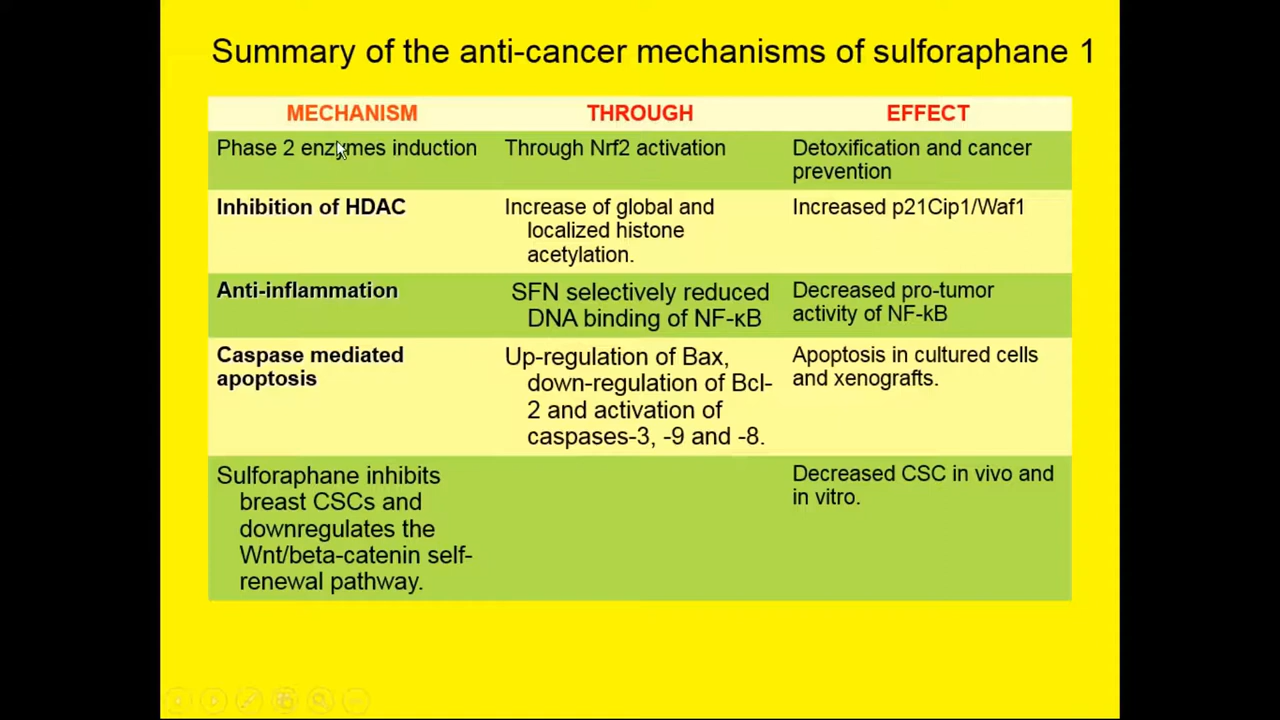 Summary of the anti-cancer mechanisms of sulforaphane 1
MECHANISM
THROUGH
EFFECT
Phase 2 enzymes induction
Through Nrf2 activation
Detoxification and cancer
prevention
Inhibition of HDAC
Increase of global and
localized histone
acetylation.
Increased p21Cip1/Waf1
Anti-inflammation
SFN selectively reduced
DNA binding of NF-κB
Decreased pro-tumor
activity of NF-kB
Caspase mediated
apoptosis
Up-regulation of Bax,
down-regulation of Bcl-
2 and activation of
caspases-3, -9 and -8.
Apoptosis in cultured cells
and xenografts.
Sulforaphane inhibits
breast CSCs and
downregulates the
Wnt/beta-catenin self-
renewal pathway.
Decreased CSC in vivo and
in vitro.